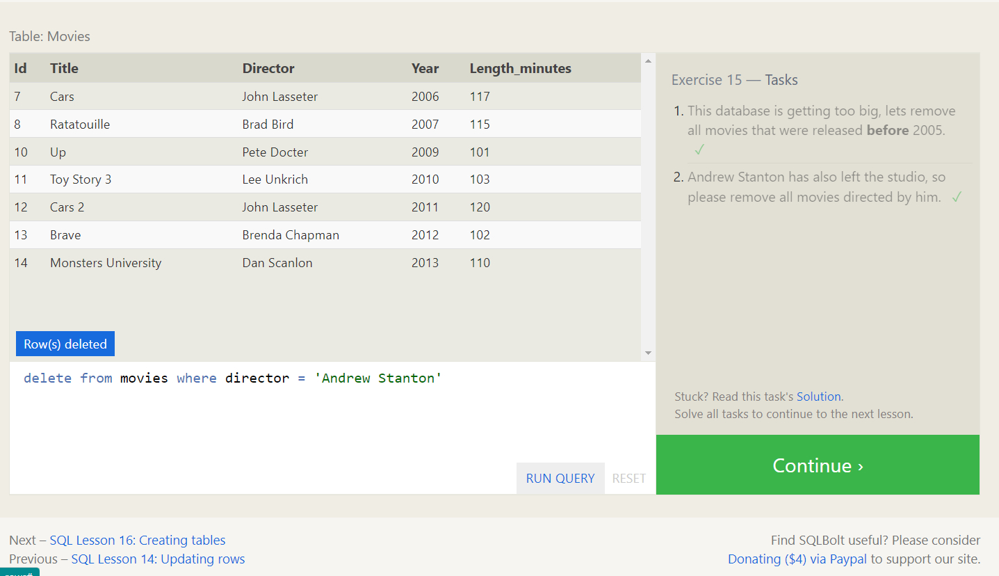 Table: Movies
Id Title Director Year Length_minutes
7 Cars John Lasseter 2006 117
8 Ratatouille Brad Bird 2007 115
10 Up Pete Docter 2009 101
11 Toy Story 3 Lee Unkrich 2010 103
12 Cars 2 John Lasseter 2011 120
13 Brave Brenda Chapman 2012 102
14 Monsters University Dan Scanlon 2013 110
Row(s) deleted
delete from movies where director = 'Andrew Stanton'
RUN QUERY RESET
Exercise 15 — Tasks
1. This database is getting too big, lets remove
all movies that were released before 2005.
✓
2. Andrew Stanton has also left the studio, so
please remove all movies directed by him. ✓
Stuck? Read this task's Solution.
Solve all tasks to continue to the next lesson.
Continue ›
Next – SQL Lesson 16: Creating tables
Previous – SQL Lesson 14: Updating rows
Find SQLBolt useful? Please consider
Donating ($4) via Paypal to support our site.